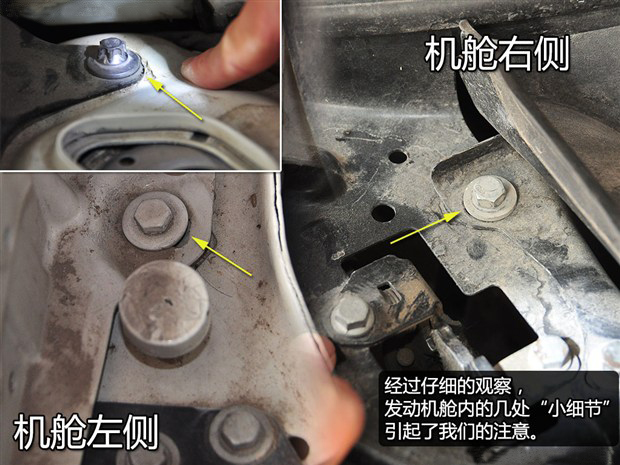 机舱右侧
机舱左侧
经过仔细的观察，
发动机舱内的几处“小细节”
引起了我们的注意。